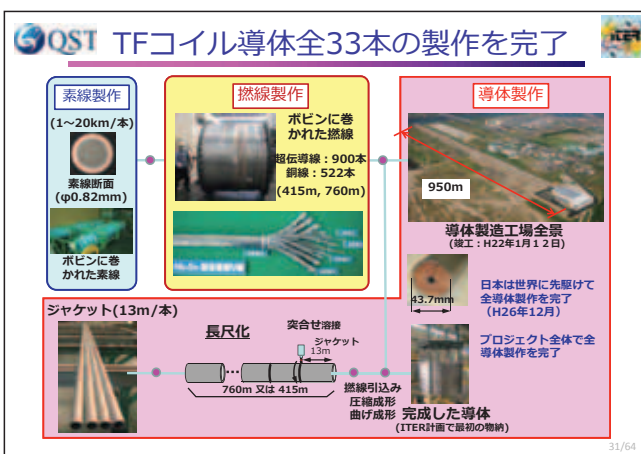 QST
TFコイル導体全33本の製作を完了
iter
素線製作
(1～20km/本)
素線断面
(φ0.82mm)
ボビンに巻
かれた素線
撚線製作
ボビンに巻
かれた撚線
超伝導線：900本
銅線：522本
(415m, 760m)
導体製作
950m
導体製造工場全景
(竣工：H22年1月１２日)
43.7mm
日本は世界に先駆けて
全導体製作を完了
（H26年12月）
プロジェクト全体で全
導体製作を完了
ジャケット(13m/本)
長尺化
突合せ溶接
ジャケット
13m
760m 又は 415m
撚線引込み
圧縮成形
曲げ成形
完成した導体
(ITER計画で最初の物納)
31/64